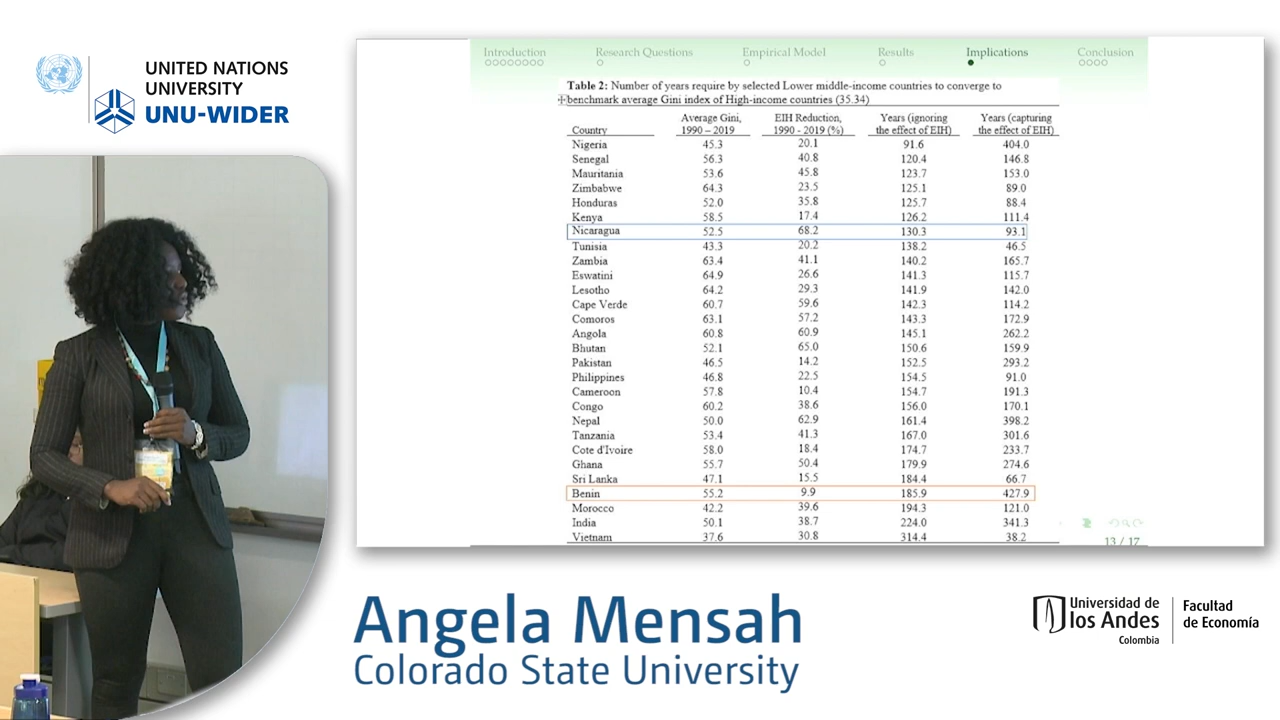 UNITED NATIONS
UNIVERSITY
UNU-WIDER
Introduction Research Questions Empirical Model Results Implications Conclusion
Table 2: Number of years require by selected Lower middle-income countries to converge to
benchmark average Gini index of High-income countries (35.34)
Country Average Gini, 1990 – 2019 EIH Reduction, 1990 - 2019 (%) Years (ignoring the effect of EIH) Years (capturing the effect of EIH)
Nigeria 45.3 20.1 91.6 404.0
Senegal 56.3 40.8 120.4 146.8
Mauritania 53.6 45.8 123.7 153.0
Zimbabwe 64.3 23.5 125.1 89.0
Honduras 52.0 35.8 125.7 88.4
Kenya 58.5 17.4 126.2 111.4
Nicaragua 52.5 68.2 130.3 93.1
Tunisia 43.3 20.2 138.2 46.5
Zambia 63.4 41.1 140.2 165.7
Eswatini 64.9 26.6 141.3 115.7
Lesotho 64.2 29.3 141.9 142.0
Cape Verde 60.7 59.6 142.3 114.2
Comoros 63.1 57.2 143.3 172.9
Angola 60.8 60.9 145.1 262.2
Bhutan 52.1 65.0 150.6 159.9
Pakistan 46.5 14.2 152.5 293.2
Philippines 46.8 22.5 154.5 91.0
Cameroon 57.8 10.4 154.7 191.3
Congo 60.2 38.6 156.0 170.1
Nepal 50.0 62.9 161.4 398.2
Tanzania 53.4 41.3 167.0 301.6
Cote d'Ivoire 58.0 18.4 174.7 233.7
Ghana 55.7 50.4 179.9 274.6
Sri Lanka 47.1 15.5 184.4 66.7
Benin 55.2 9.9 185.9 427.9
Morocco 42.2 39.6 194.3 121.0
India 50.1 38.7 224.0 341.3
Vietnam 37.6 30.8 314.4 38.2
13 / 17
Angela Mensah
Colorado State University
Universidad de
los Andes
Colombia
Facultad
de Economía